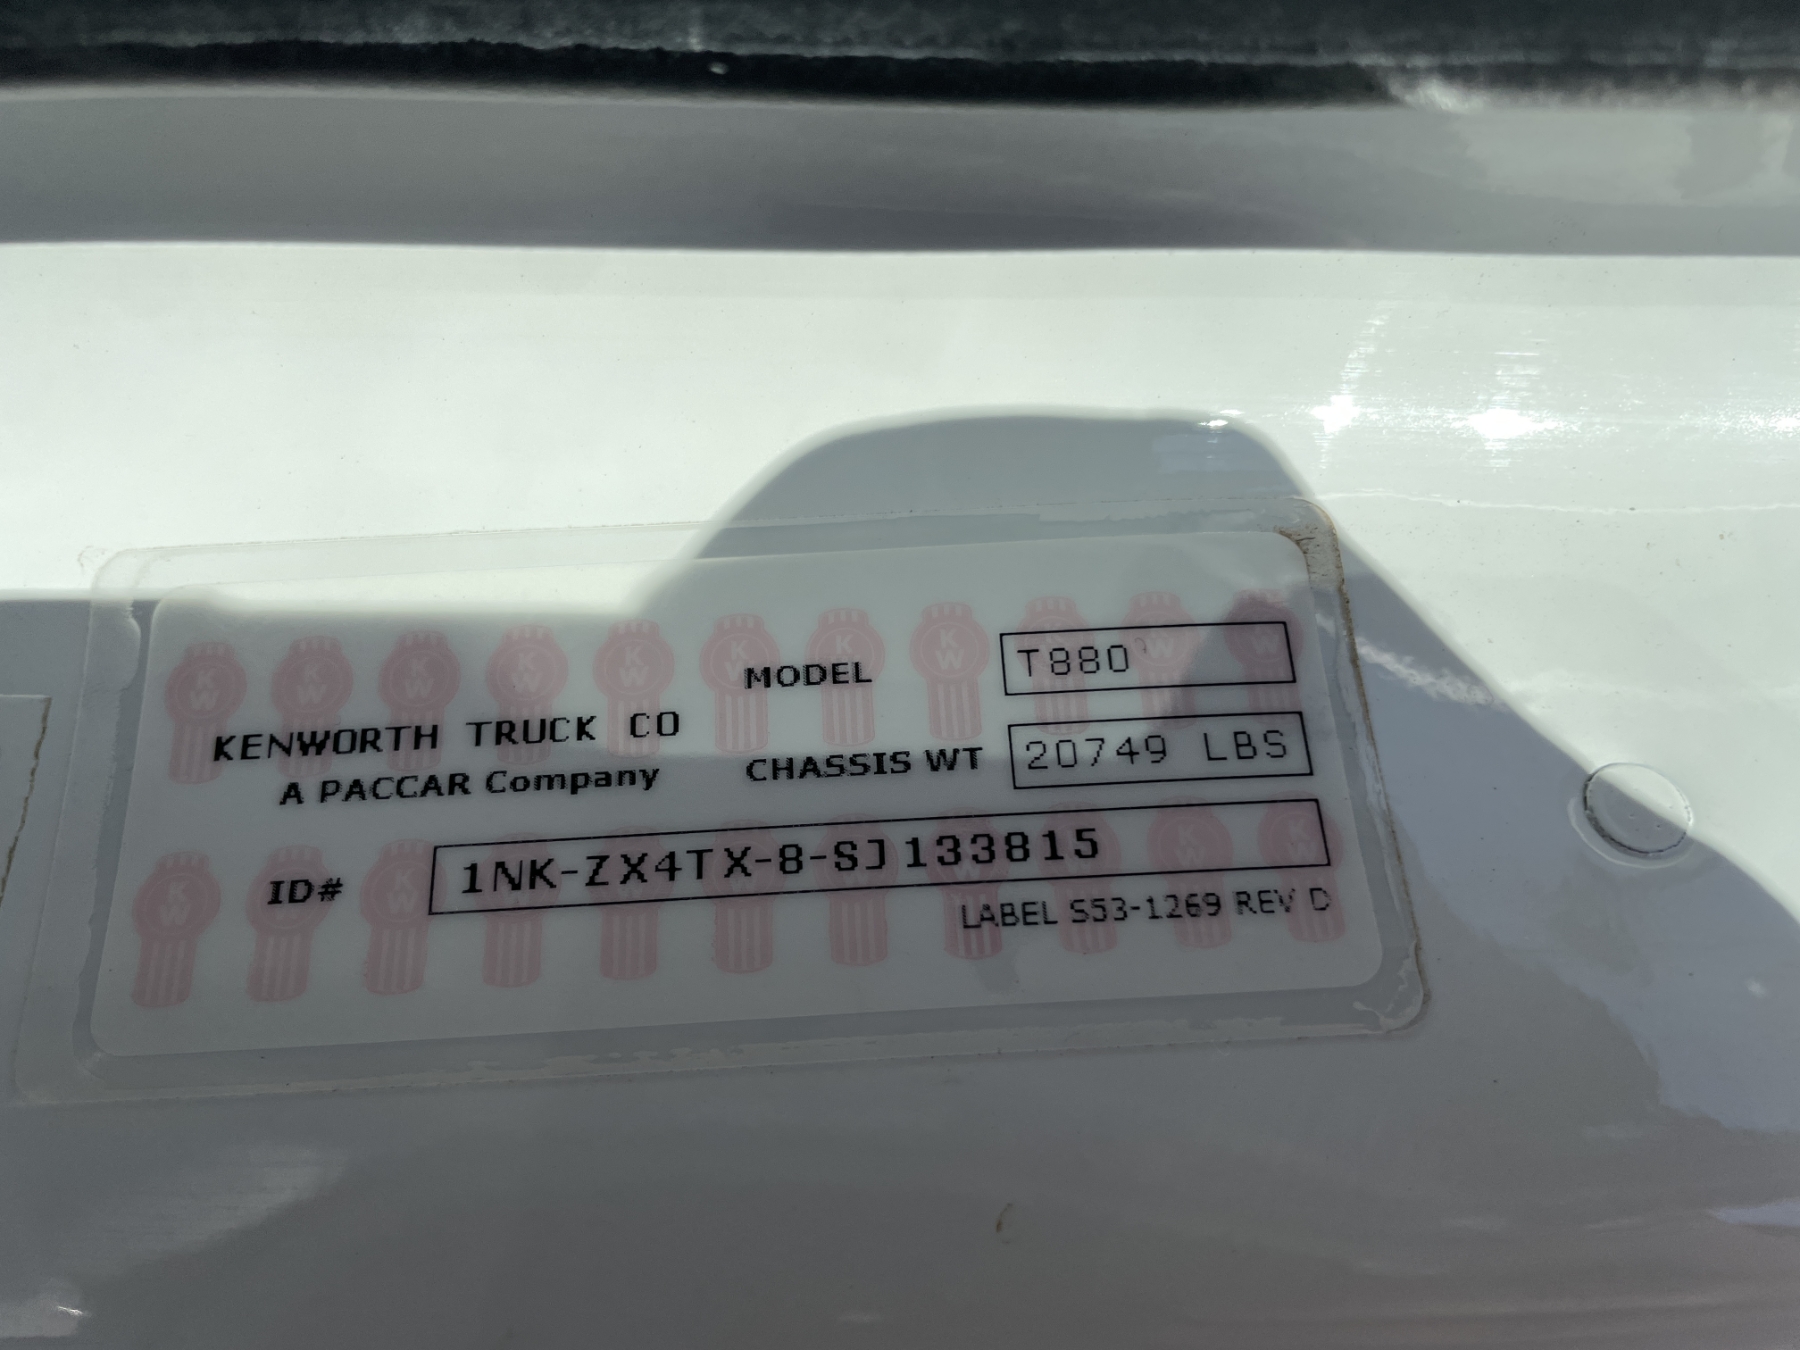 MODEL T880
KENWORTH TRUCK CO
A PACCAR Company
CHASSIS WT 20749 LBS
ID# 1NK-ZX4TX-8-SJ133815
LABEL S53-1269 REV D